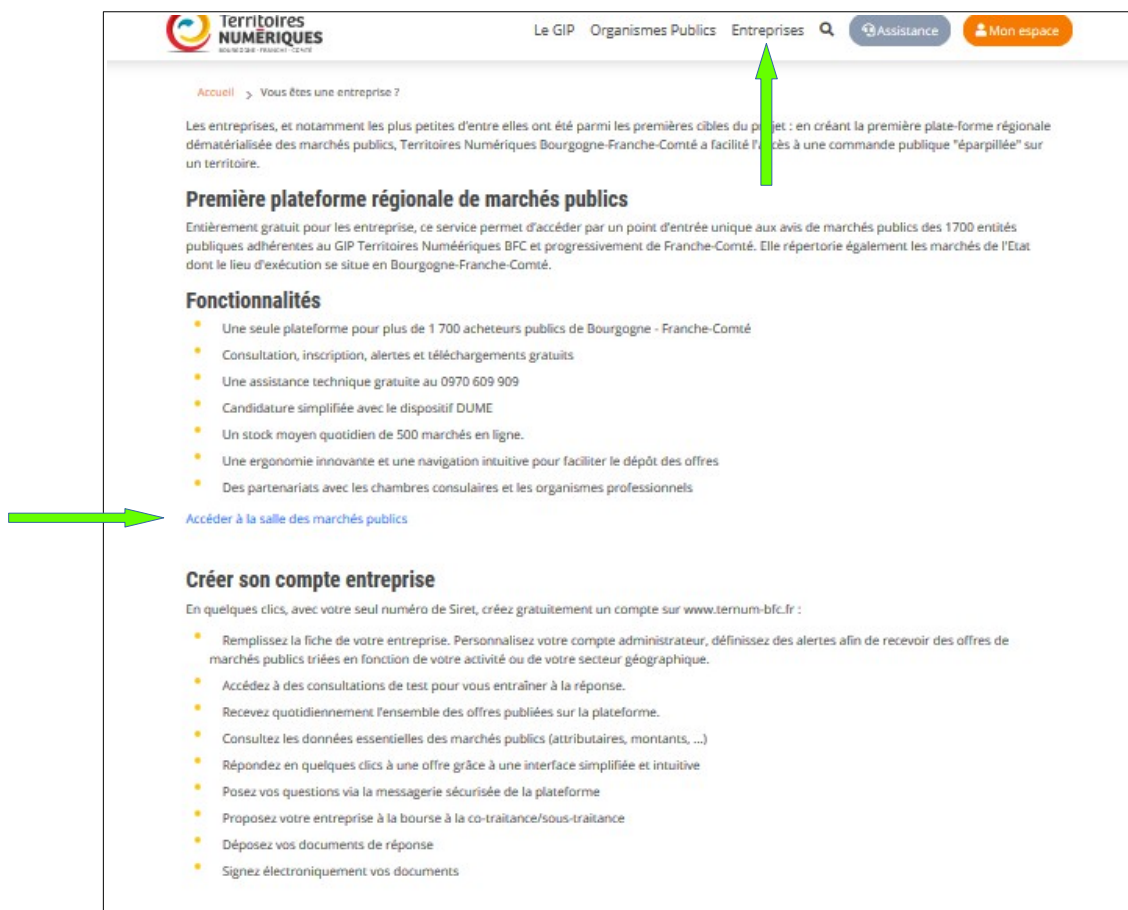 Territoires
NUMÉRIQUES
BOURGOGNE - FRANCHE - COMTÉ
Le GIP Organismes Publics Entreprises Assistance Mon espace
Accueil > Vous êtes une entreprise ?
Les entreprises, et notamment les plus petites d'entre elles ont été parmi les premières cibles du projet : en créant la première plate-forme régionale
dématérialisée des marchés publics, Territoires Numériques Bourgogne-Franche-Comté a facilité l'accès à une commande publique "éparpillée" sur
un territoire.
Première plateforme régionale de marchés publics
Entièrement gratuit pour les entreprise, ce service permet d'accéder par un point d'entrée unique aux avis de marchés publics des 1700 entités
publiques adhérentes au GIP Territoires Numéériques BFC et progressivement de Franche-Comté. Elle répertorie également les marchés de l'Etat
dont le lieu d'exécution se situe en Bourgogne-Franche-Comté.
Fonctionnalités
Une seule plateforme pour plus de 1 700 acheteurs publics de Bourgogne - Franche-Comté
Consultation, inscription, alertes et téléchargements gratuits
Une assistance technique gratuite au 0970 609 909
Candidature simplifiée avec le dispositif DUME
Un stock moyen quotidien de 500 marchés en ligne.
Une ergonomie innovante et une navigation intuitive pour faciliter le dépôt des offres
Des partenariats avec les chambres consulaires et les organismes professionnels
Accéder à la salle des marchés publics
Créer son compte entreprise
En quelques clics, avec votre seul numéro de Siret, créez gratuitement un compte sur www.ternum-bfc.fr :
Remplissez la fiche de votre entreprise. Personnalisez votre compte administrateur, définissez des alertes afin de recevoir des offres de
marchés publics triées en fonction de votre activité ou de votre secteur géographique.
Accédez à des consultations de test pour vous entraîner à la réponse.
Recevez quotidiennement l'ensemble des offres publiées sur la plateforme.
Consultez les données essentielles des marchés publics (attributaires, montants, ...)
Répondez en quelques clics à une offre grâce à une interface simplifiée et intuitive
Posez vos questions via la messagerie sécurisée de la plateforme
Proposez votre entreprise à la bourse à la co-traitance/sous-traitance
Déposez vos documents de réponse
Signez électroniquement vos documents